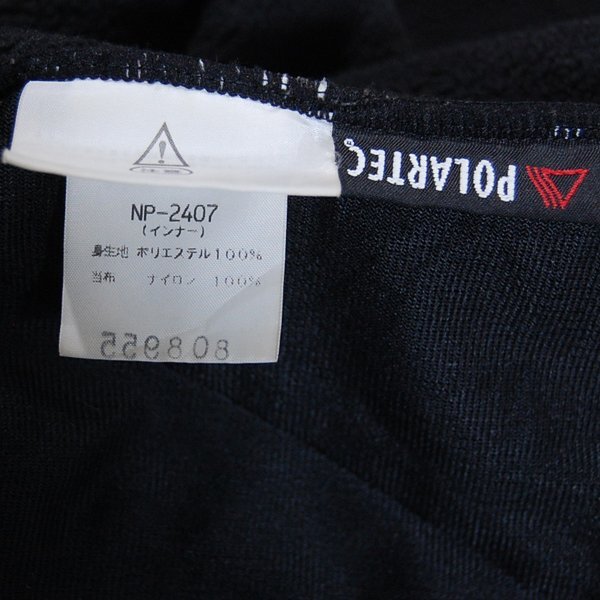 POLARTEC
NP-2407
(インナー)
身生地 ポリエステル100%
当布 ナイロン 100%
808955